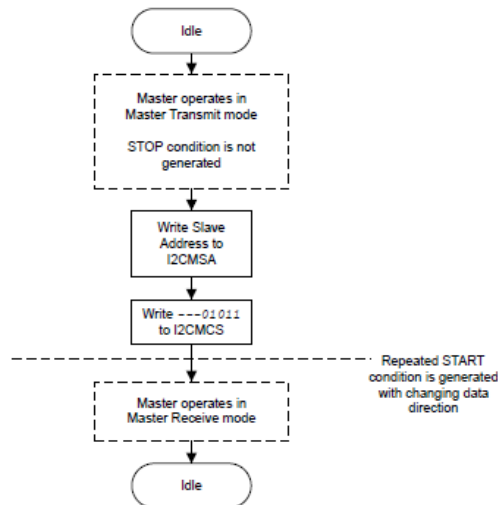 Idle
Master operates in
Master Transmit mode
STOP condition is not
generated
Write Slave
Address to
I2CMSA
Write ---01011
to I2CMCS
Repeated START
condition is generated
with changing data
direction
Master operates in
Master Receive mode
Idle